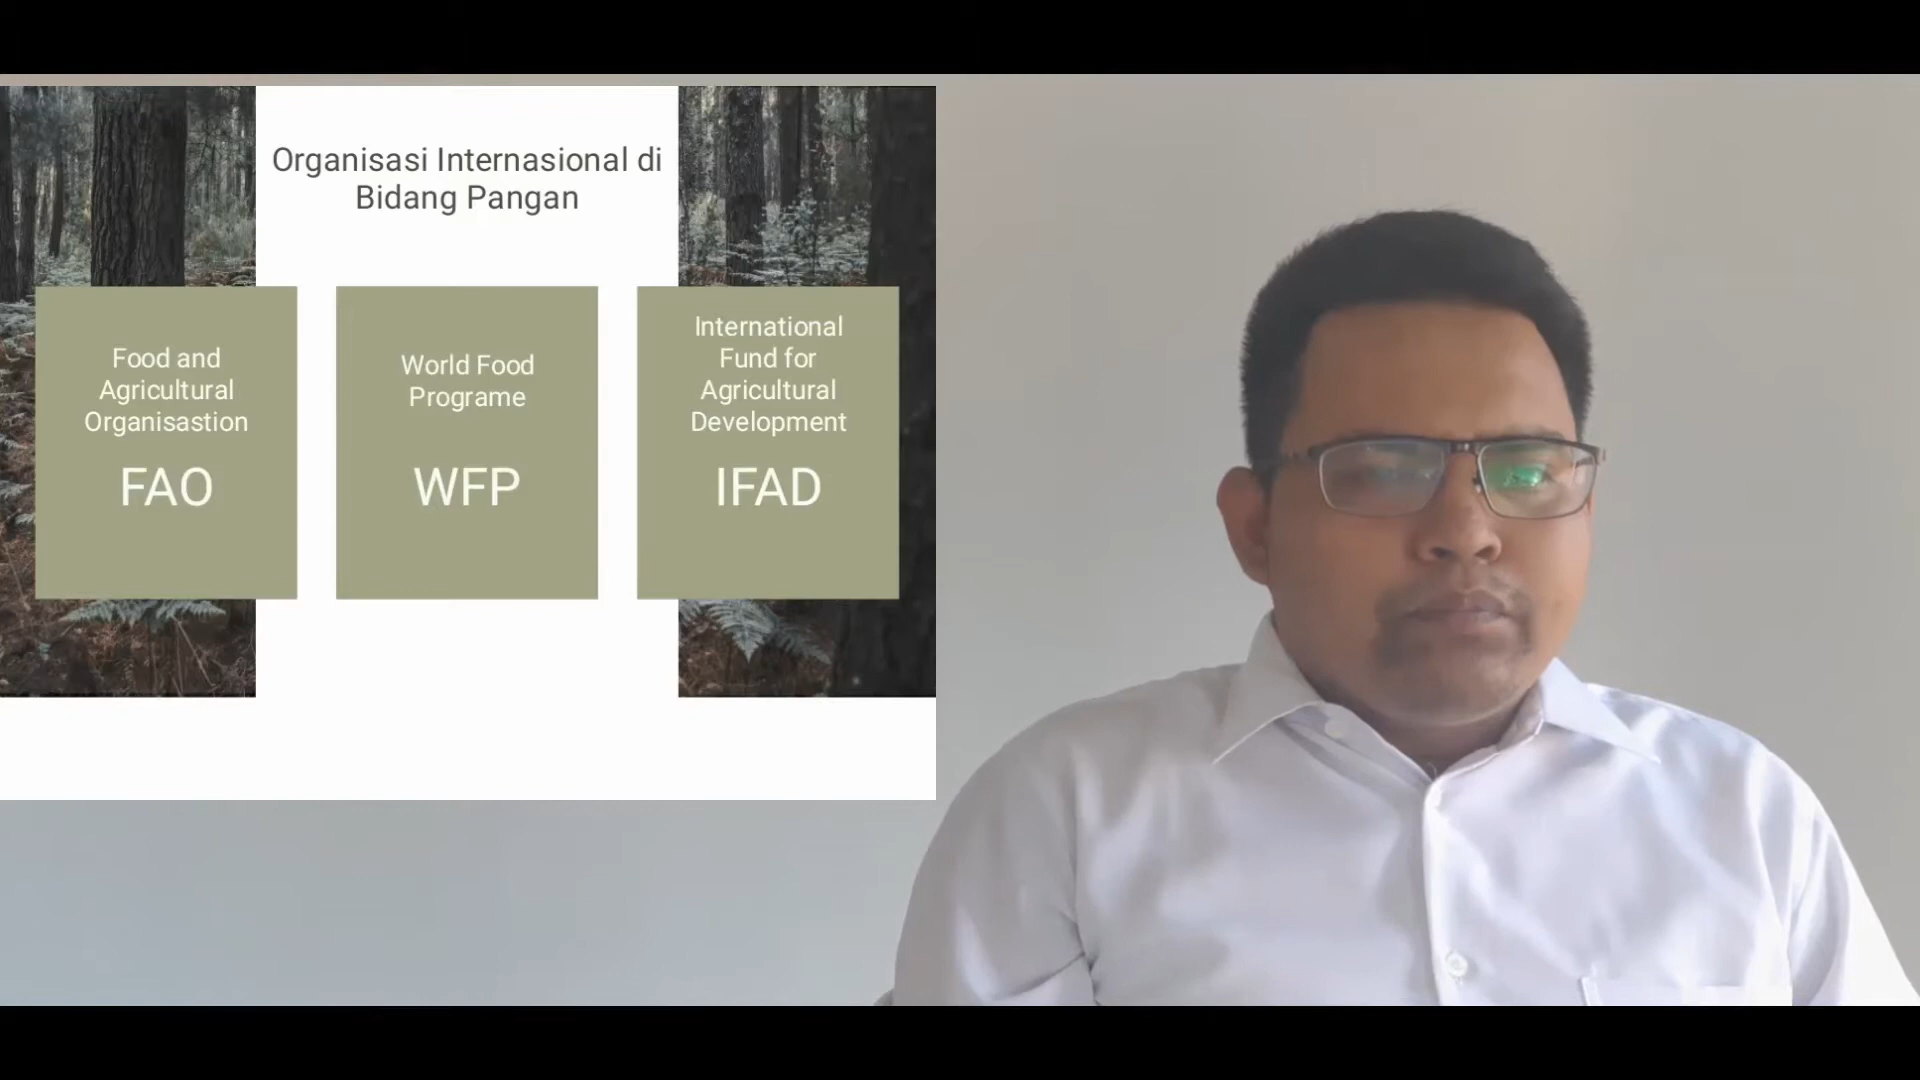 Organisasi Internasional di
Bidang Pangan
Food and
Agricultural
Organisastion
FAO
World Food
Programe
WFP
International
Fund for
Agricultural
Development
IFAD